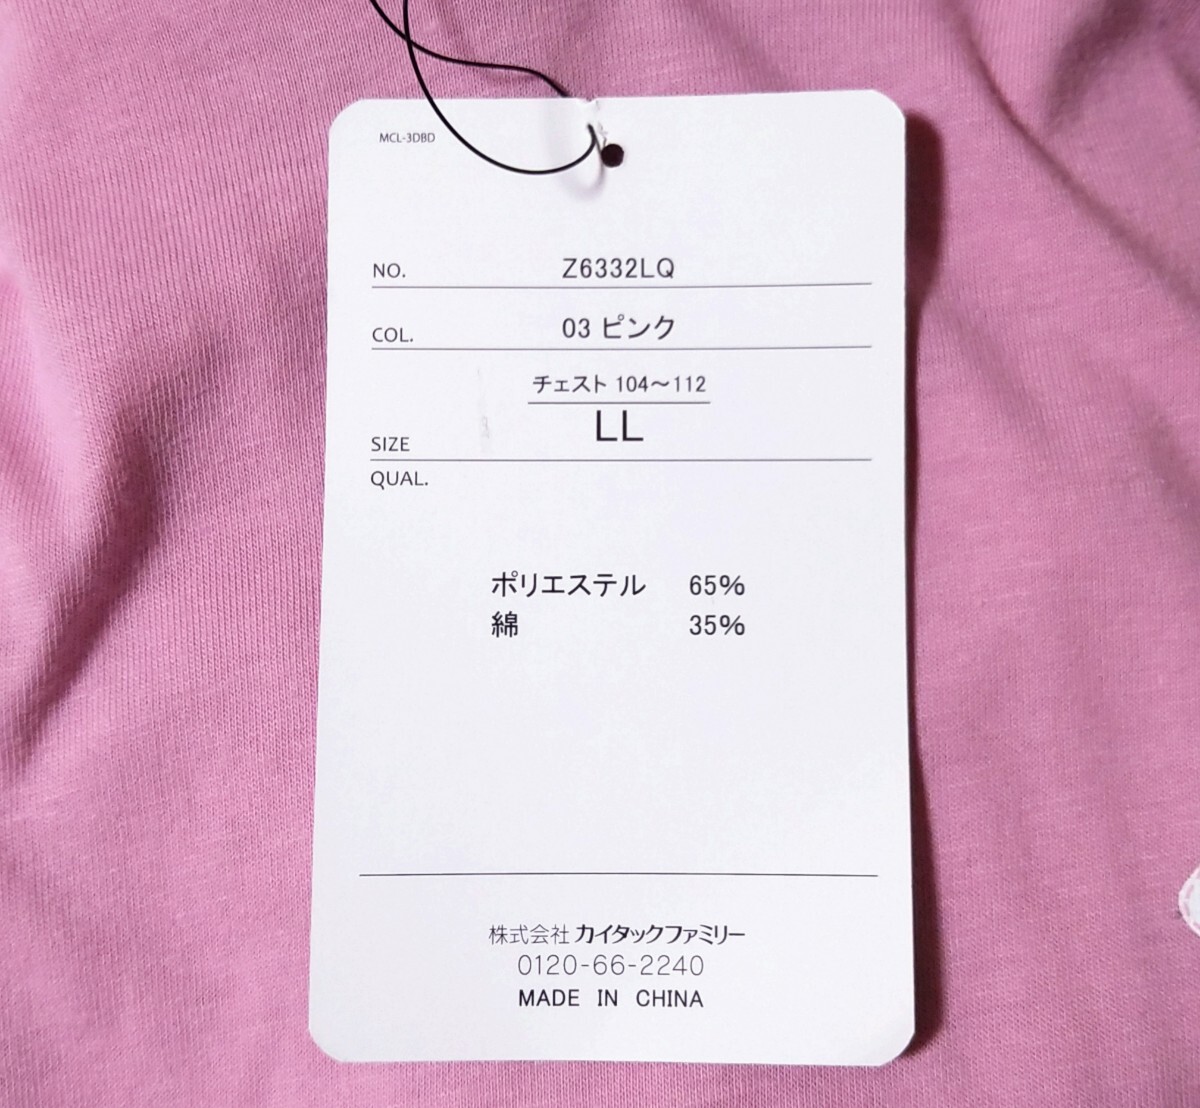 MCL-3DBD
NO. Z6332LQ
COL. 03 ピンク
チェスト 104～112
SIZE LL
QUAL.
ポリエステル 65%
綿 35%
株式会社 カイタックファミリー
0120-66-2240
MADE IN CHINA